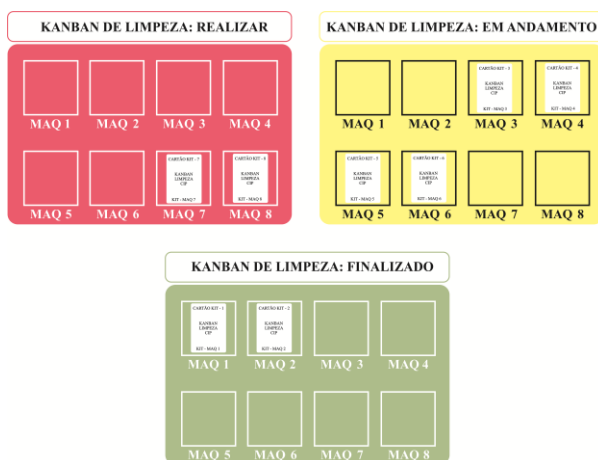 KANBAN DE LIMPEZA: REALIZAR
MAQ 1 MAQ 2 MAQ 3 MAQ 4
CARTÃO KIT - 7
KANBAN
LIMPEZA
CIP
KIT - MAQ 7
CARTÃO KIT - 8
KANBAN
LIMPEZA
CIP
KIT - MAQ 8
MAQ 5 MAQ 6 MAQ 7 MAQ 8
KANBAN DE LIMPEZA: EM ANDAMENTO
CARTÃO KIT - 3
KANBAN
LIMPEZA
CIP
KIT - MAQ 3
CARTÃO KIT - 4
KANBAN
LIMPEZA
CIP
KIT - MAQ 4
MAQ 1 MAQ 2 MAQ 3 MAQ 4
CARTÃO KIT - 5
KANBAN
LIMPEZA
CIP
KIT - MAQ 5
CARTÃO KIT - 6
KANBAN
LIMPEZA
CIP
KIT - MAQ 6
MAQ 5 MAQ 6 MAQ 7 MAQ 8
KANBAN DE LIMPEZA: FINALIZADO
CARTÃO KIT - 1
KANBAN
LIMPEZA
CIP
KIT - MAQ 1
CARTÃO KIT - 2
KANBAN
LIMPEZA
CIP
KIT - MAQ 2
MAQ 1 MAQ 2 MAQ 3 MAQ 4
MAQ 5 MAQ 6 MAQ 7 MAQ 8